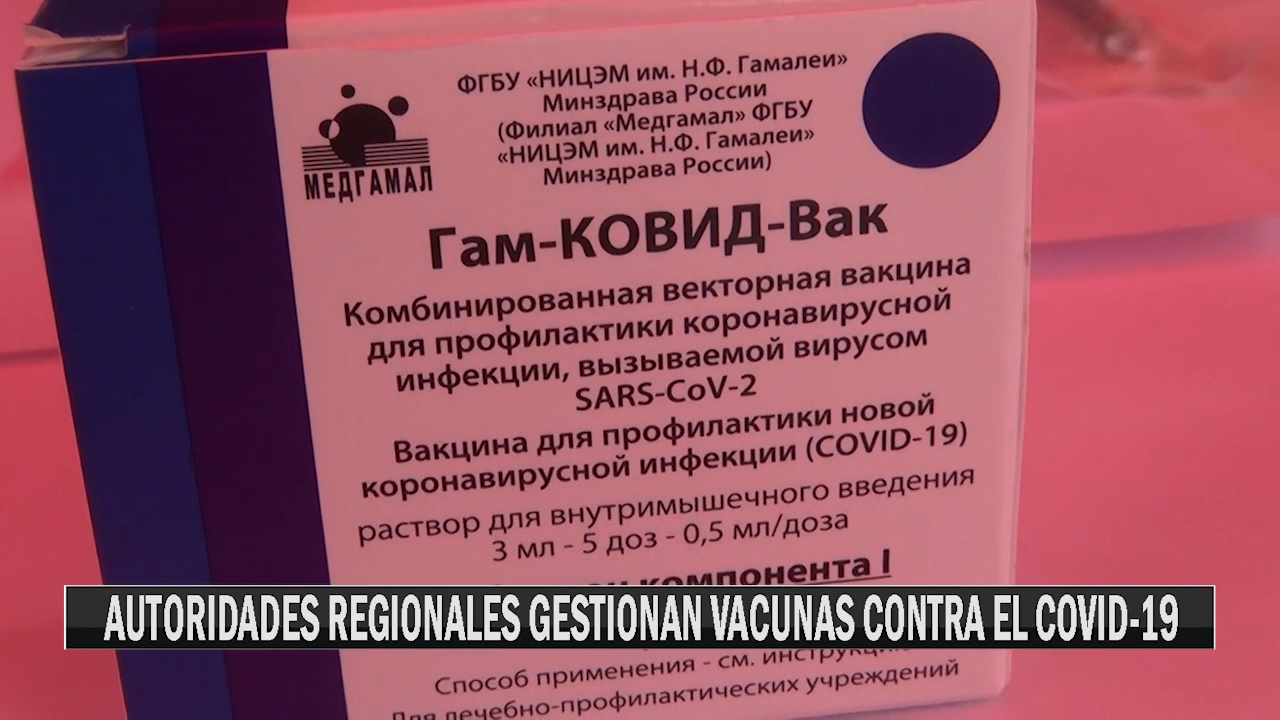 МЕДГАМАЛ
ФГБУ «НИЦЭМ им. Н.Ф. Гамалеи»
Минздрава России
(Филиал «Медгамал» ФГБУ
«НИЦЭМ им. Н.Ф. Гамалеи»
Минздрава России)
Гам-КОВИД-Вак
Комбинированная векторная вакцина
для профилактики коронавирусной
инфекции, вызываемой вирусом
SARS-CoV-2
Вакцина для профилактики новой
коронавирусной инфекции (COVID-19)
раствор для внутримышечного введения
3 мл - 5 доз - 0,5 мл/доза
компонента I
AUTORIDADES REGIONALES GESTIONAN VACUNAS CONTRA EL COVID-19
Способ применения - см.
Для лечебно-профилактических учреждений